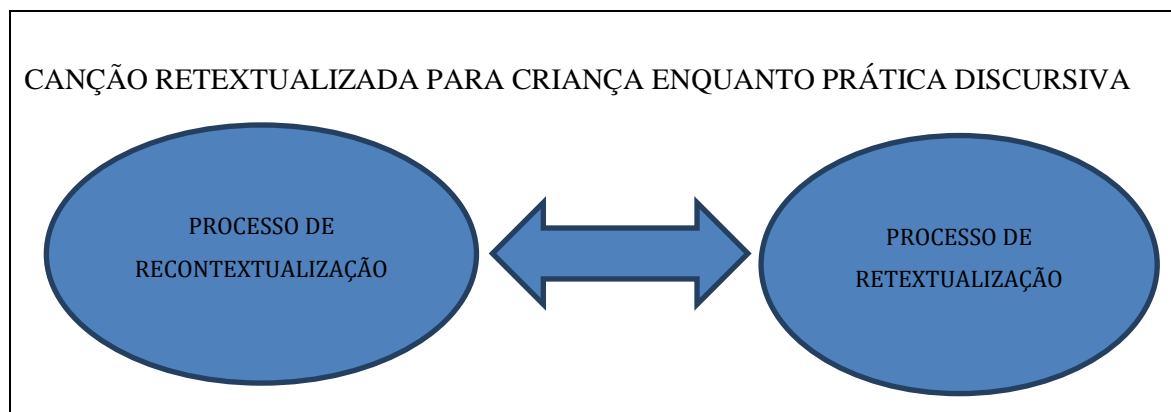 CANÇÃO RETEXTUALIZADA PARA CRIANÇA ENQUANTO PRÁTICA DISCURSIVA
PROCESSO DE
RECONTEXTUALIZAÇÃO
PROCESSO DE
RETEXTUALIZAÇÃO